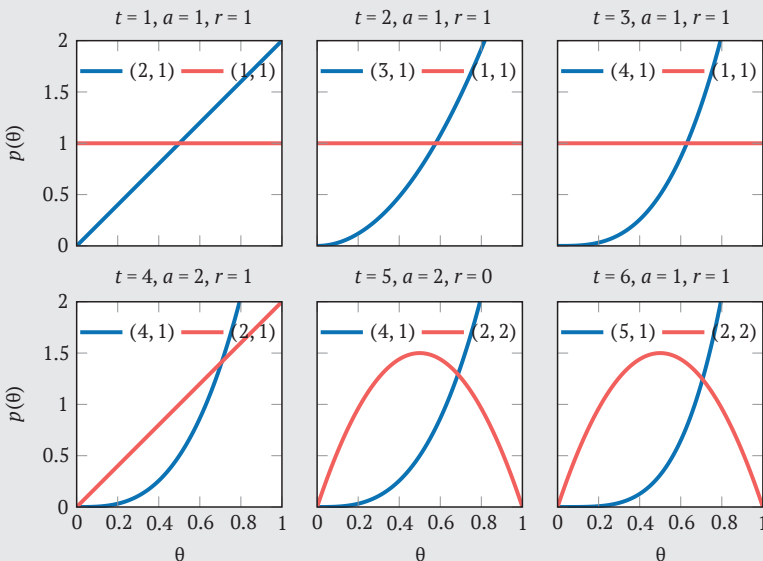 t = 1, a = 1, r = 1
t = 2, a = 1, r = 1
t = 3, a = 1, r = 1
2
1
0.5
0
p(θ)
(2, 1) (1, 1)
(3, 1) (1, 1)
(4, 1) (1, 1)
t = 4, a = 2, r = 1
t = 5, a = 2, r = 0
t = 6, a = 1, r = 1
2
1.5
1
0.5
0
p(θ)
(4, 1) (2, 1)
(4, 1) (2, 2)
(5, 1) (2, 2)
0 0.2 0.4 0.6 0.8 1
0 0.2 0.4 0.6 0.8 1
0 0.2 0.4 0.6 0.8 1
θ
θ
θ